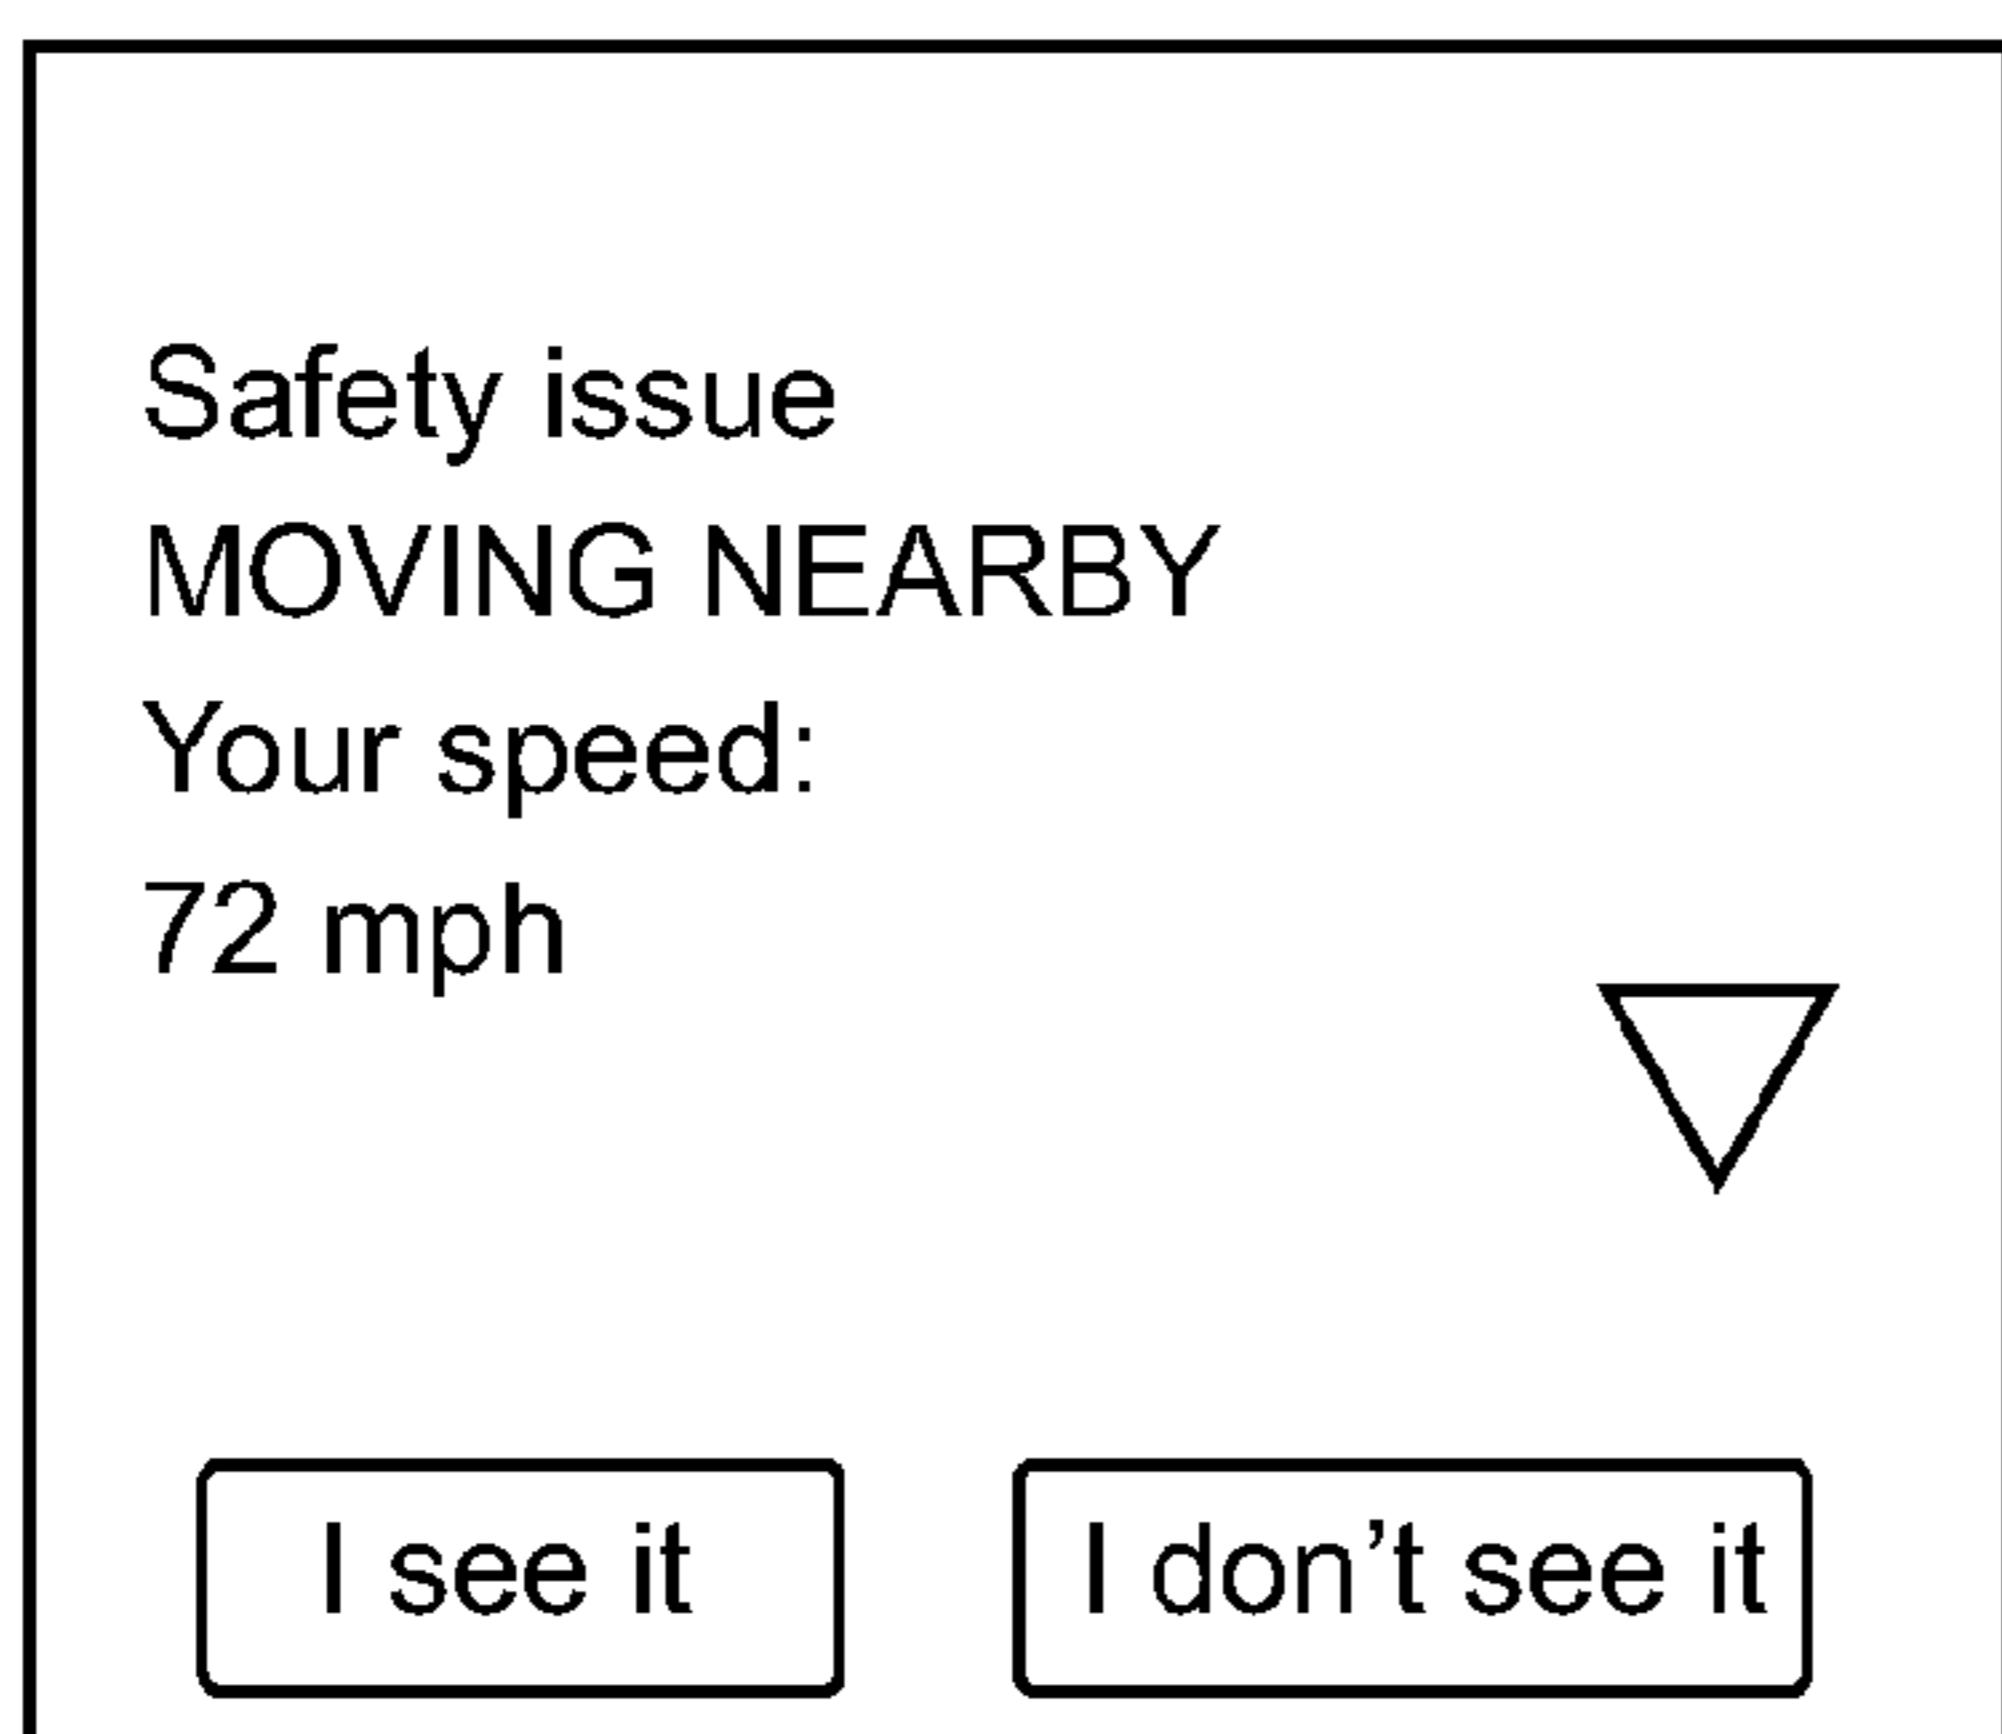 Safety issue
MOVING NEARBY
Your speed:
72 mph
I see it
I don’t see it